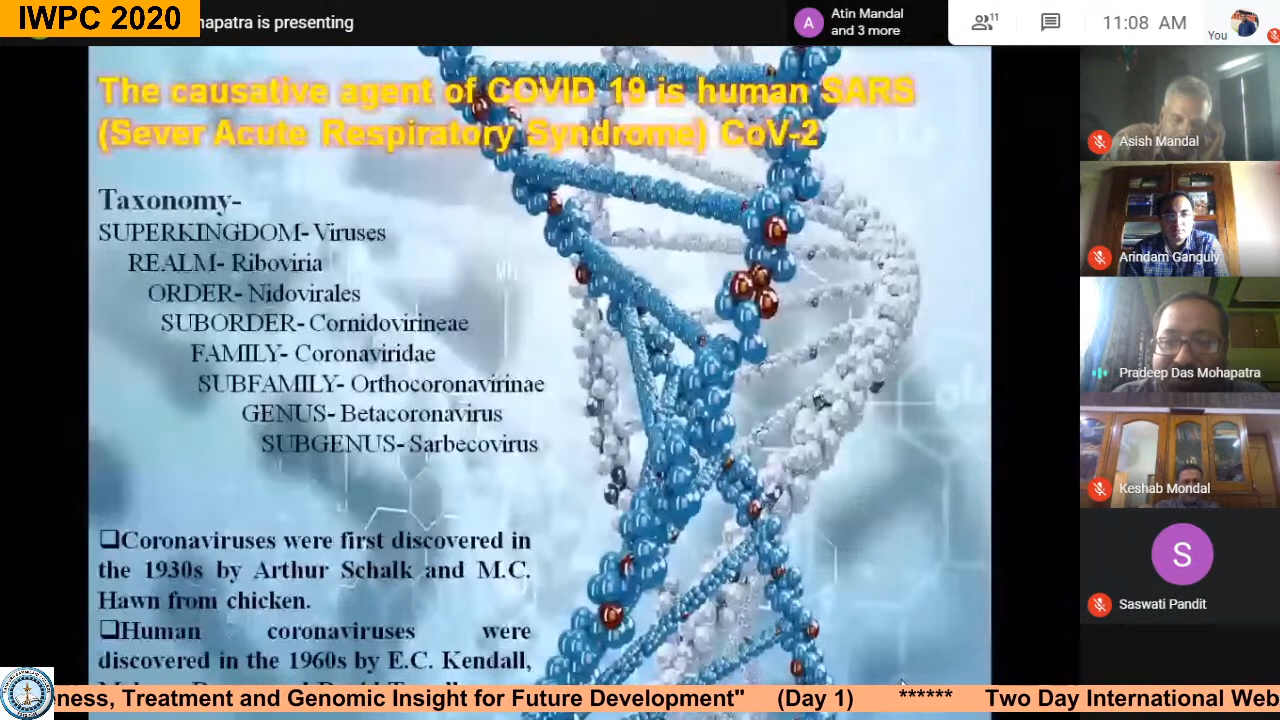 IWPC 2020
hapatra is presenting
Atin Mandal
and 3 more
11
11:08 AM
You
The causative agent of COVID 19 is human SARS
(Sever Acute Respiratory Syndrome) CoV-2
Taxonomy-
SUPERKINGDOM- Viruses
REALM- Riboviria
ORDER- Nidovirales
SUBORDER- Cornidovirineae
FAMILY- Coronaviridae
SUBFAMILY- Orthocoronavirinae
GENUS- Betacoronavirus
SUBGENUS- Sarbecovirus
❑Coronaviruses were first discovered in
the 1930s by Arthur Schalk and M.C.
Hawn from chicken.
❑Human coronaviruses were
discovered in the 1960s by E.C. Kendall,
Asish Mandal
Arindam Ganguly
Pradeep Das Mohapatra
Keshab Mondal
S
Saswati Pandit
ness, Treatment and Genomic Insight for Future Development" (Day 1) ****** Two Day International Web